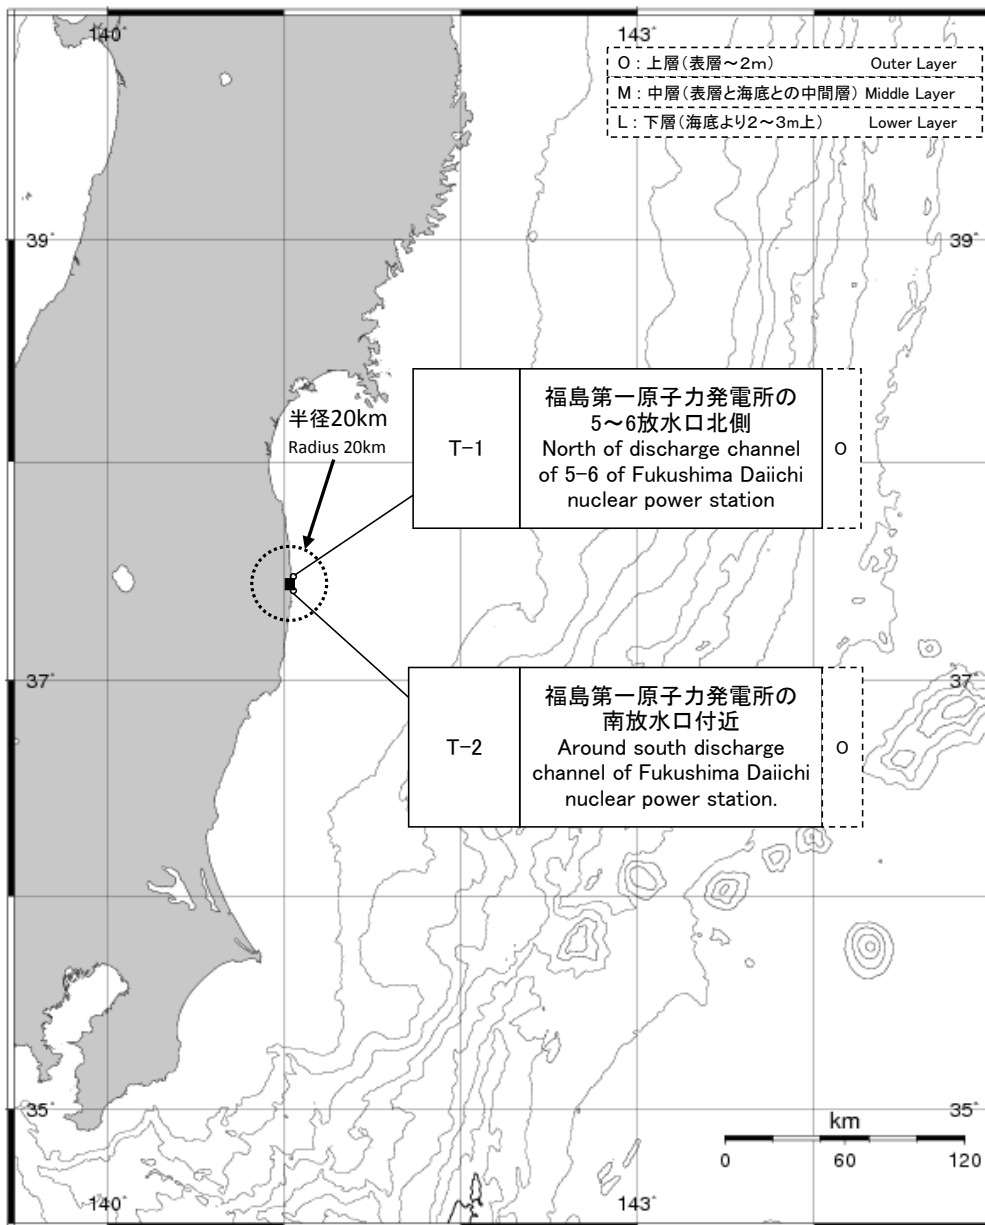 140°
143°
O : 上層(表層～2m) Outer Layer
M : 中層(表層と海底との中間層) Middle Layer
L : 下層(海底より2～3m上) Lower Layer
39°
39°
半径20km
Radius 20km
T-1
福島第一原子力発電所の
5～6放水口北側
North of discharge channel
of 5-6 of Fukushima Daiichi
nuclear power station
O
37°
37°
T-2
福島第一原子力発電所の
南放水口付近
Around south discharge
channel of Fukushima Daiichi
nuclear power station.
O
35°
35°
km
0 60 120
140°
143°